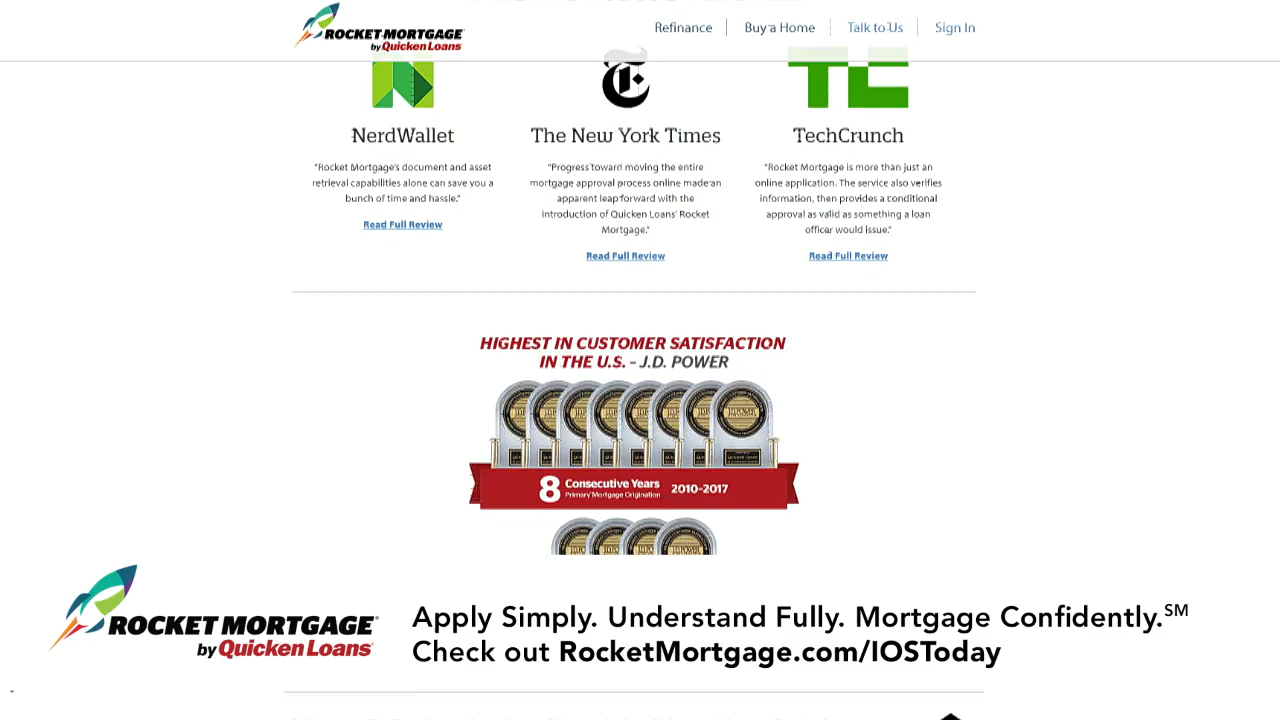 ROCKET MORTGAGE
by Quicken Loans
Refinance
Buy a Home
Talk to Us
Sign In
NerdWallet
"Rocket Mortgage's document and asset
retrieval capabilities alone can save you a
bunch of time and hassle."
Read Full Review
The New York Times
"Progress toward moving the entire
mortgage approval process online made an
apparent leap forward with the
introduction of Quicken Loans' Rocket
Mortgage."
Read Full Review
TechCrunch
"Rocket Mortgage is more than just an
online application. The service also verifies
information, then provides a conditional
approval as valid as something a loan
officer would issue."
Read Full Review
HIGHEST IN CUSTOMER SATISFACTION
IN THE U.S. - J.D. POWER
8 Consecutive Years
Primary Mortgage Origination
2010-2017
ROCKET MORTGAGE
by Quicken Loans
Apply Simply. Understand Fully. Mortgage Confidently.SM
Check out RocketMortgage.com/IOSToday